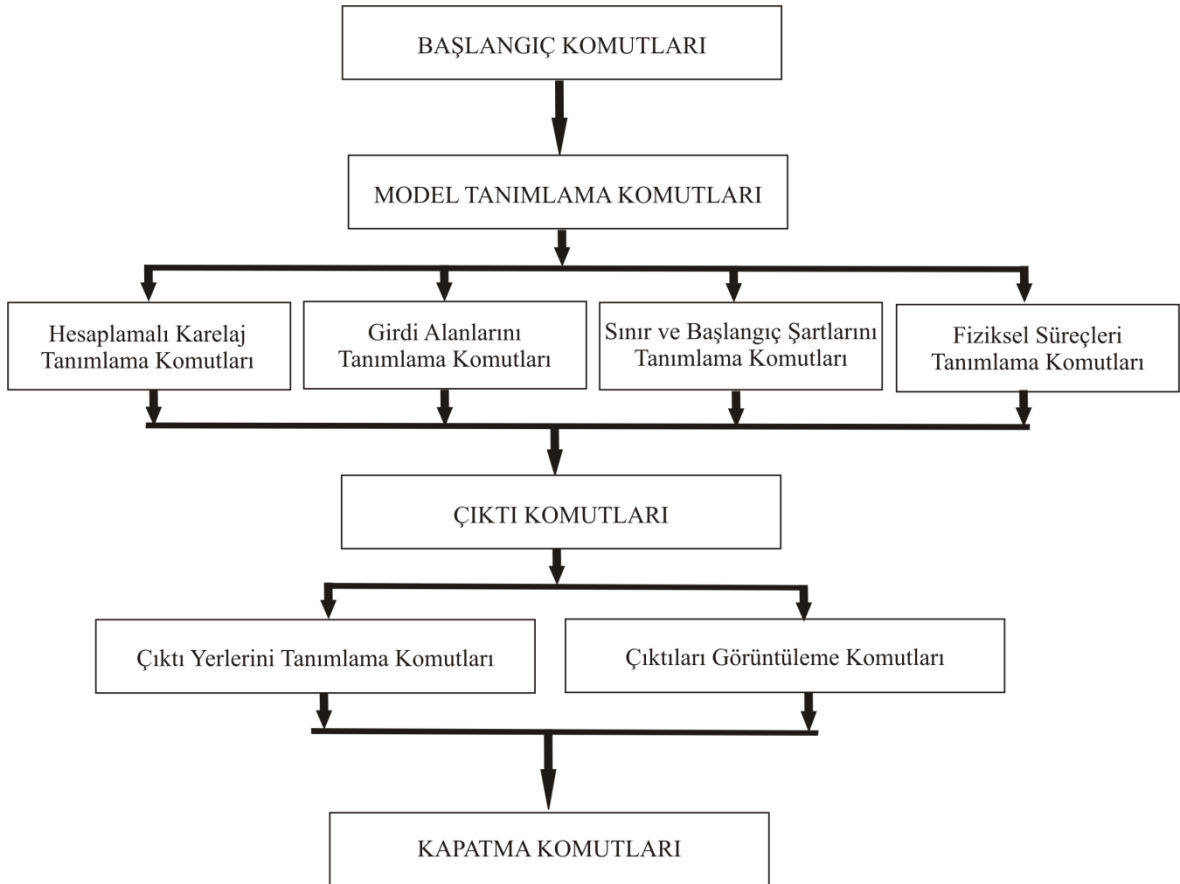 BAŞLANGIÇ KOMUTLARI
MODEL TANIMLAMA KOMUTLARI
Hesaplamalı Karelaj
Tanımlama Komutları
Girdi Alanlarını
Tanımlama Komutları
Sınır ve Başlangıç Şartlarını
Tanımlama Komutları
Fiziksel Süreçleri
Tanımlama Komutları
ÇIKTI KOMUTLARI
Çıktı Yerlerini Tanımlama Komutları
Çıktıları Görüntüleme Komutları
KAPATMA KOMUTLARI